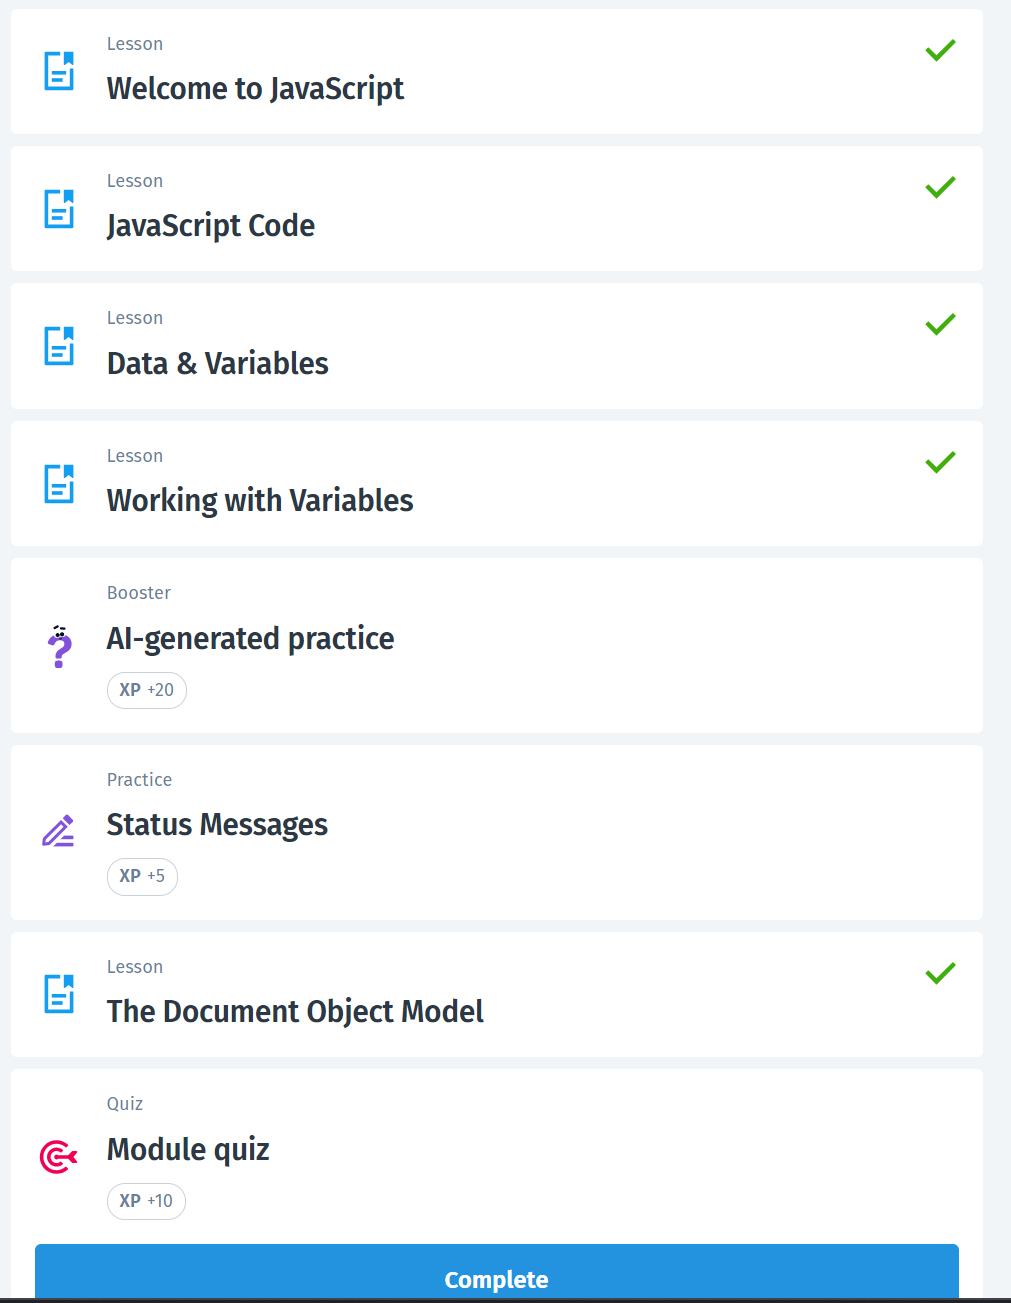 Lesson
Welcome to JavaScript
Lesson
JavaScript Code
Lesson
Data & Variables
Lesson
Working with Variables
Booster
AI-generated practice
XP +20
Practice
Status Messages
XP +5
Lesson
The Document Object Model
Quiz
Module quiz
XP +10
Complete